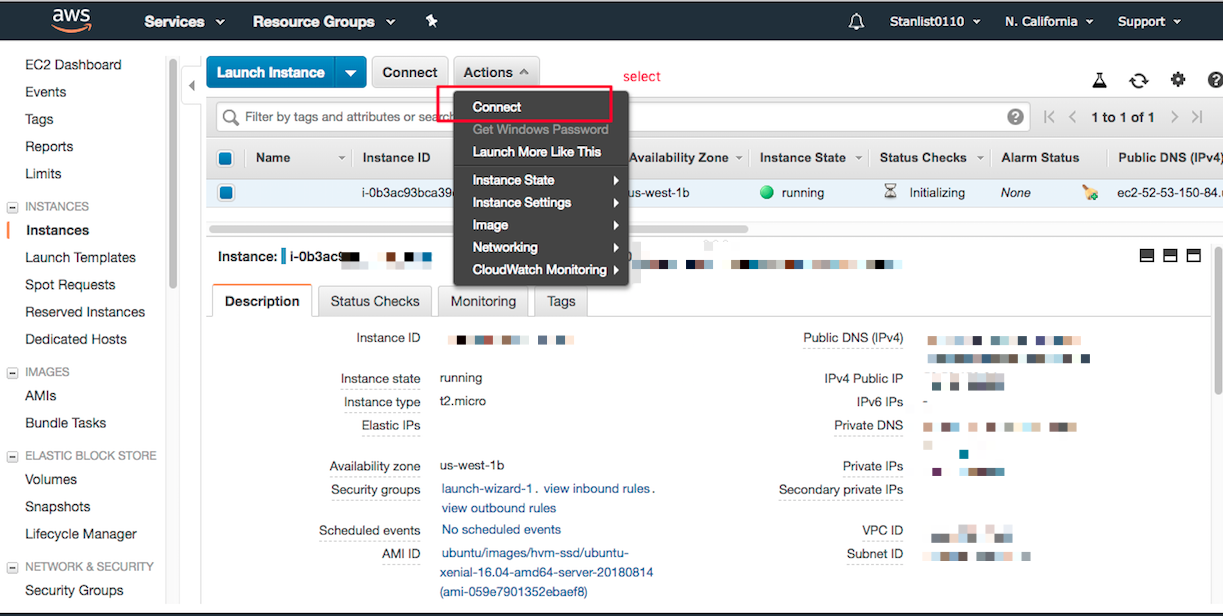 aws Services Resource Groups Stanlist0110 N. California Support
EC2 Dashboard
Events
Tags
Reports
Limits
INSTANCES
Instances
Launch Templates
Spot Requests
Reserved Instances
Dedicated Hosts
IMAGES
AMIs
Bundle Tasks
ELASTIC BLOCK STORE
Volumes
Snapshots
Lifecycle Manager
NETWORK & SECURITY
Security Groups
Launch Instance Connect Actions select
Connect
Get Windows Password
Launch More Like This
Instance State
Instance Settings
Image
Networking
CloudWatch Monitoring
Filter by tags and attributes or 1 to 1 of 1
Name Instance ID Availability Zone Instance State Status Checks Alarm Status Public DNS (IPv4)
i-0b3ac93bca39 us-west-1b running Initializing None ec2-52-53-150-84.
Instance: i-0b3ac9
Description Status Checks Monitoring Tags
Instance ID
Instance state running
Instance type t2.micro
Elastic IPs
Availability zone us-west-1b
Security groups launch-wizard-1. view inbound rules.
view outbound rules
Scheduled events No scheduled events
AMI ID ubuntu/images/hvm-ssd/ubuntu-
xenial-16.04-amd64-server-20180814
(ami-059e7901352ebaef8)
Public DNS (IPv4)
IPv4 Public IP
IPv6 IPs -
Private DNS
Private IPs
Secondary private IPs
VPC ID
Subnet ID